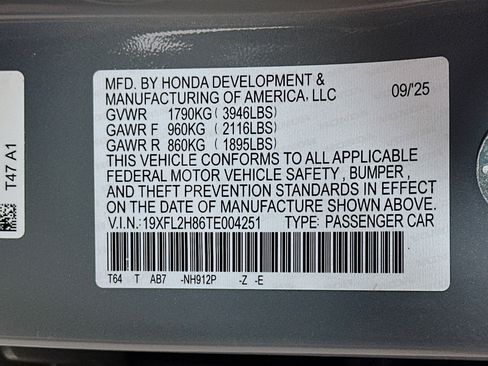 MFD. BY HONDA DEVELOPMENT &
MANUFACTURING OF AMERICA, LLC 09/'25
GVWR 1790KG ( 3946LBS)
GAWR F 960KG ( 2116LBS)
GAWR R 860KG ( 1895LBS)
THIS VEHICLE CONFORMS TO ALL APPLICABLE
FEDERAL MOTOR VEHICLE SAFETY , BUMPER ,
AND THEFT PREVENTION STANDARDS IN EFFECT
ON THE DATE OF MANUFACTURE SHOWN ABOVE.
V.I.N: 19XFL2H86TE004251 TYPE: PASSENGER CAR
T64 T AB7 -NH912P -Z -E
T47 A1